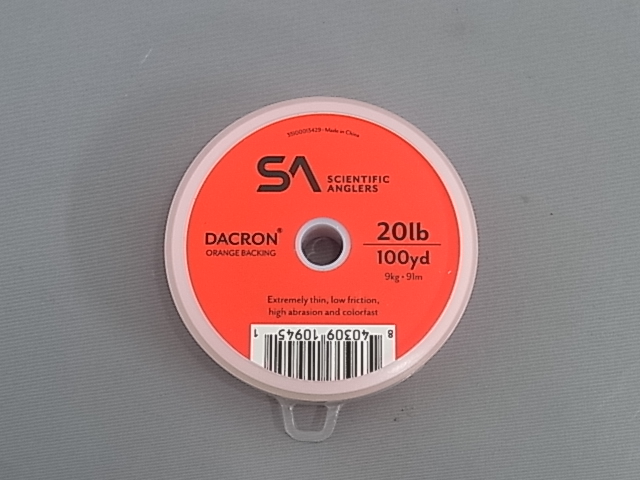 35100013429 · Made in China
SA SCIENTIFIC
ANGLERS
DACRON®
ORANGE BACKING
20lb
100yd
9kg • 91m
Extremely thin, low friction,
high abrasion and colorfast
8 40309 10945 1